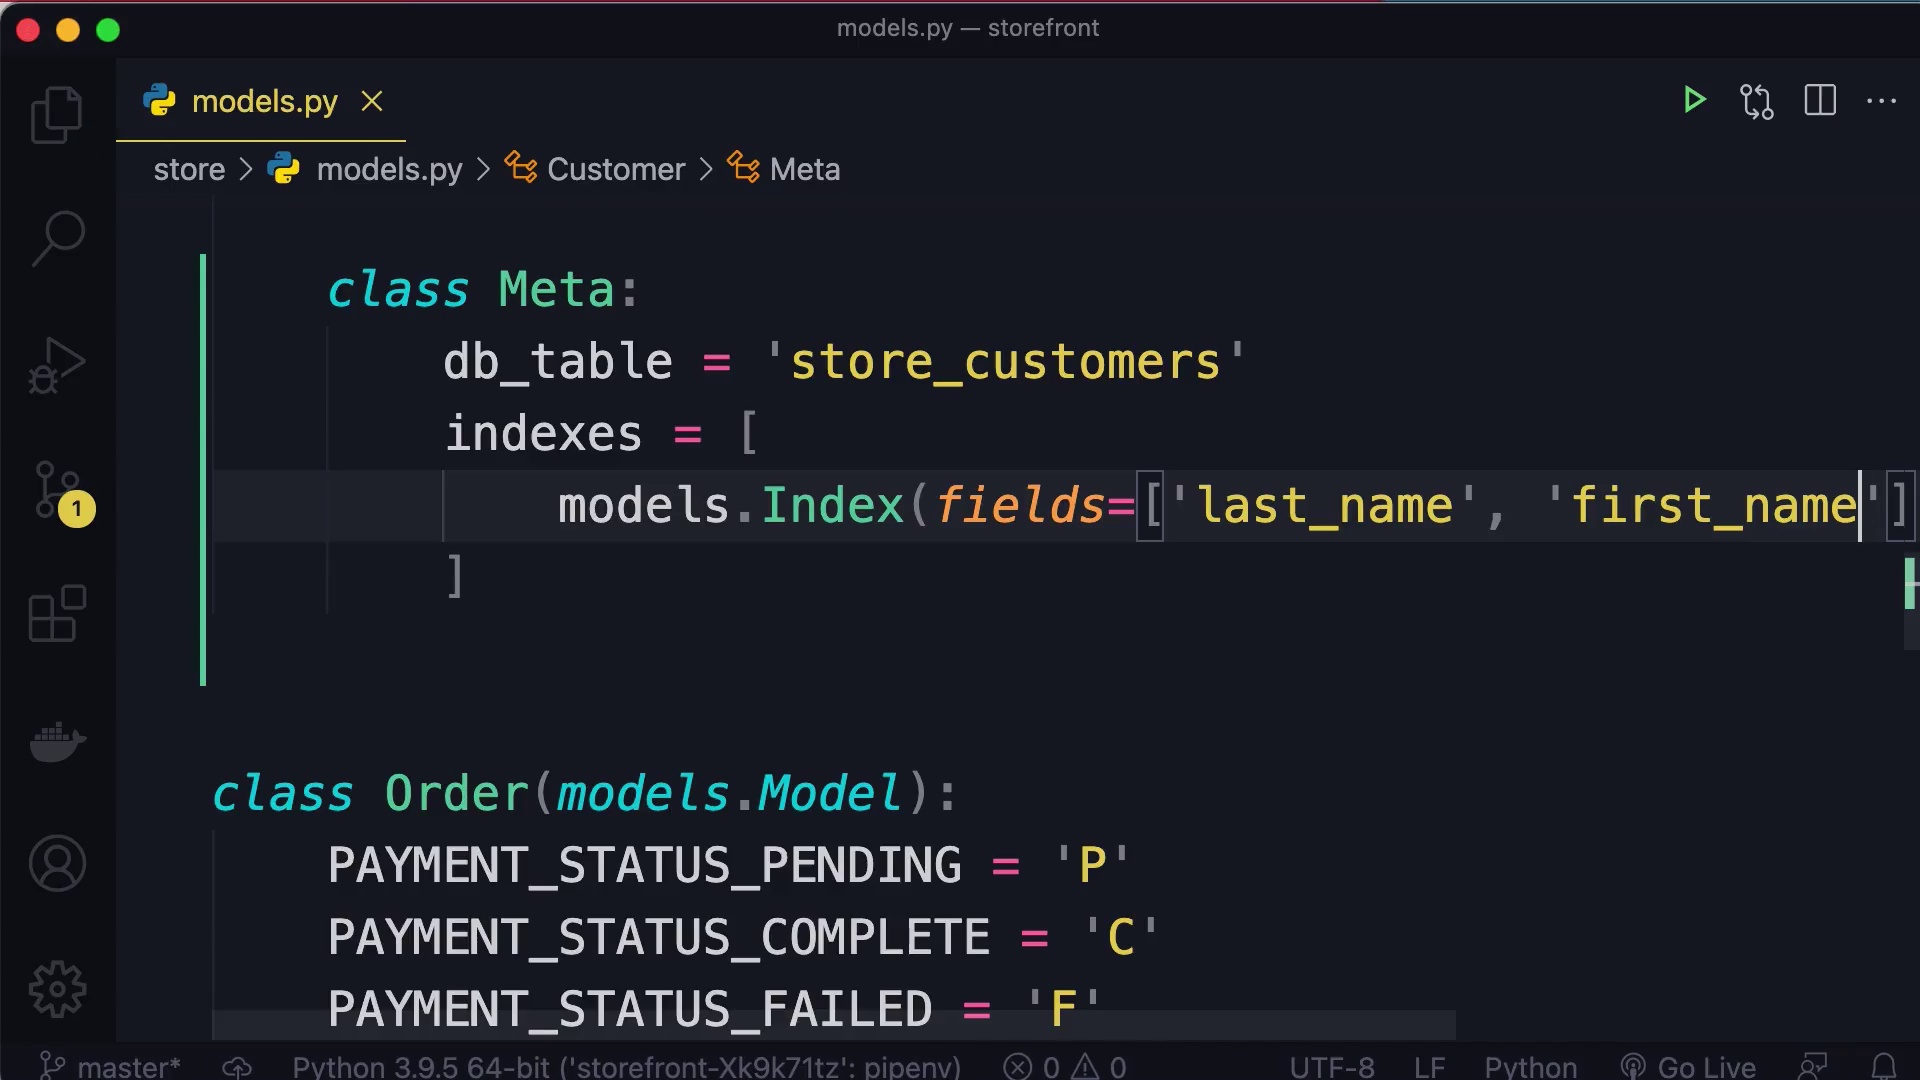 models.py — storefront
models.py
store > models.py > Customer > Meta
class Meta:
db_table = 'store_customers'
indexes = [
models.Index(fields=['last_name', 'first_name']
]
class Order(models.Model):
PAYMENT_STATUS_PENDING = 'P'
PAYMENT_STATUS_COMPLETE = 'C'
PAYMENT_STATUS_FAILED = 'F'
1
master* Python 3.9.5 64-bit ('storefront-Xk9k71tz': pipenv) 0 0 UTF-8 LF Python Go Live